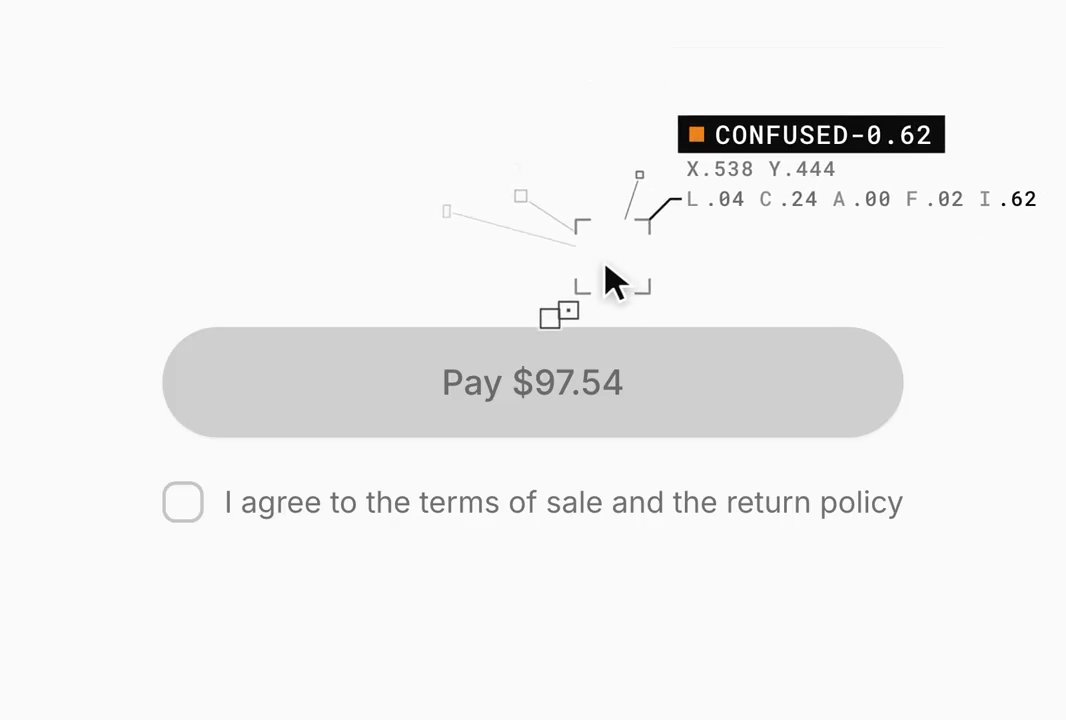 CONFUSED-0.62
X.538 Y.444
L.04 C.24 A.00 F.02 I.62
Pay $97.54
I agree to the terms of sale and the return policy